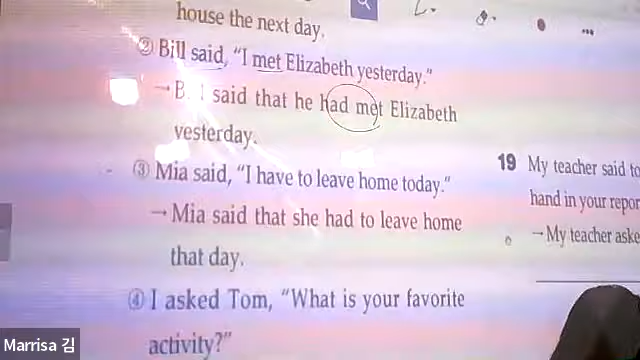 house the next day.
② Bill said, “I met Elizabeth yesterday.”
→ B said that he had met Elizabeth
yesterday.
③ Mia said, “I have to leave home today.”
→ Mia said that she had to leave home
that day.
④ I asked Tom, “What is your favorite
activity?”
19 My teacher said to
hand in your repor
→ My teacher aske
Marrisa 김